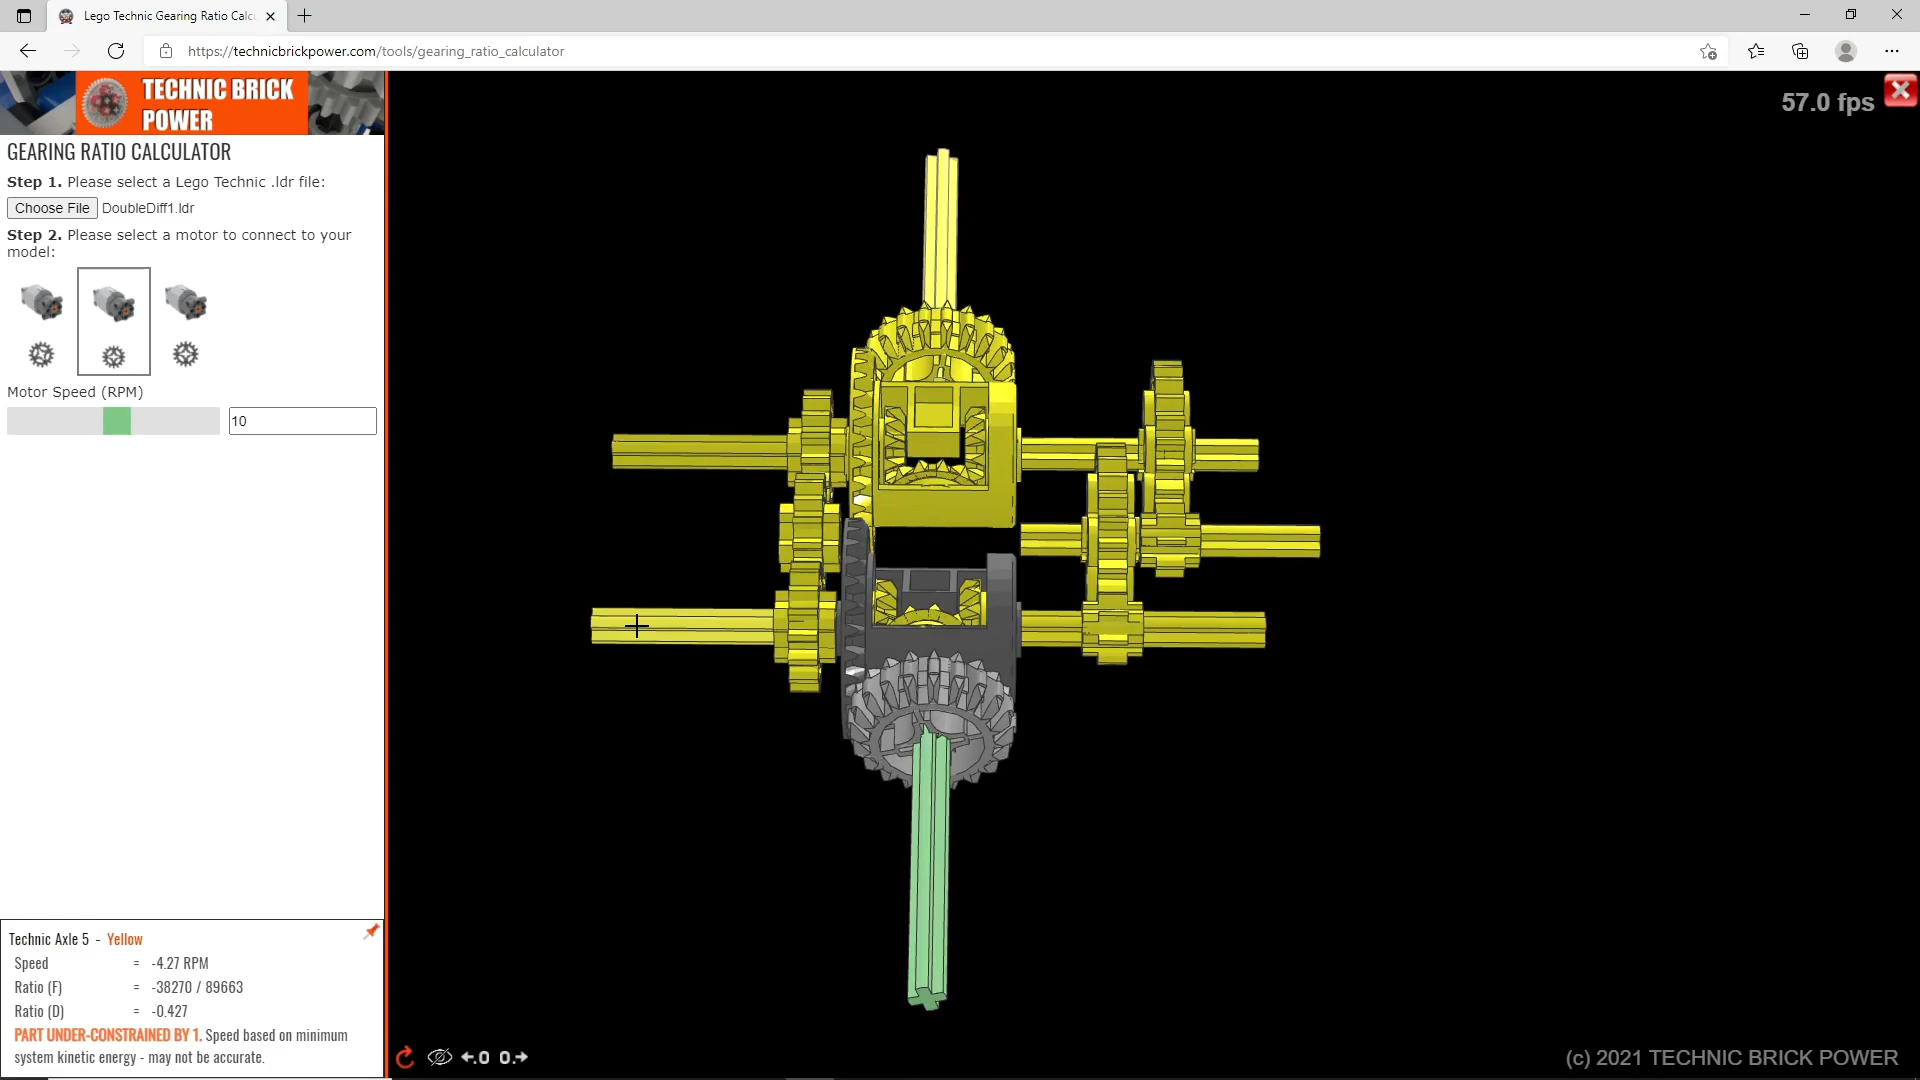 Lego Technic Gearing Ratio Calc
https://technicbrickpower.com/tools/gearing_ratio_calculator
TECHNIC BRICK
POWER
57.0 fps
GEARING RATIO CALCULATOR
Step 1. Please select a Lego Technic .ldr file:
Choose File DoubleDiff1.ldr
Step 2. Please select a motor to connect to your
model:
Motor Speed (RPM)
10
Technic Axle 5 - Yellow
Speed = -4.27 RPM
Ratio (F) = -38270 / 89663
Ratio (D) = -0.427
PART UNDER-CONSTRAINED BY 1. Speed based on minimum
system kinetic energy - may not be accurate.
←.0 0.→
(c) 2021 TECHNIC BRICK POWER